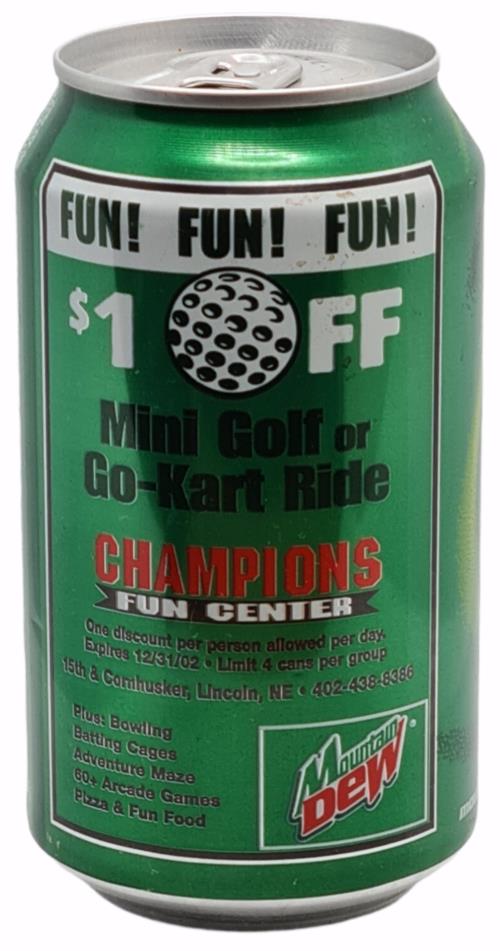 FUN! FUN! FUN!
$1 OFF
Mini Golf or
Go-Kart Ride
CHAMPIONS
FUN CENTER
One discount per person allowed per day.
Expires 12/31/02 • Limit 4 cans per group
15th & Cornhusker, Lincoln, NE • 402-438-8386
Plus: Bowling
Batting Cages
Adventure Maze
60+ Arcade Games
Pizza & Fun Food
Mountain
DEW®